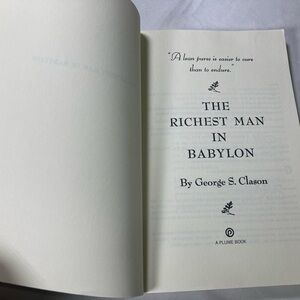 "A lean purse is easier to cure
than to endure."
THE
RICHEST MAN
IN
BABYLON
By George S. Clason
A PLUME BOOK